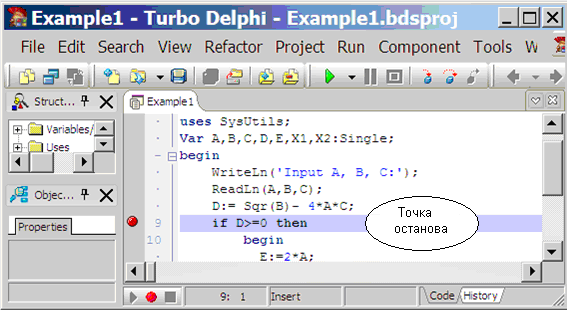 Example1 - Turbo Delphi - Example1.bdsproj
File Edit Search View Refactor Project Run Component Tools W
Struct...
Variables/
Uses
Objec...
Properties
Example1
uses SysUtils;
Var A,B,C,D,E,X1,X2:Single;
begin
WriteLn('Input A, B, C:');
ReadLn(A,B,C);
D:= Sqr(B)- 4*A*C;
9 if D>=0 then
10 begin
E:=2*A;
Точка
останова
9: 1 Insert Code History